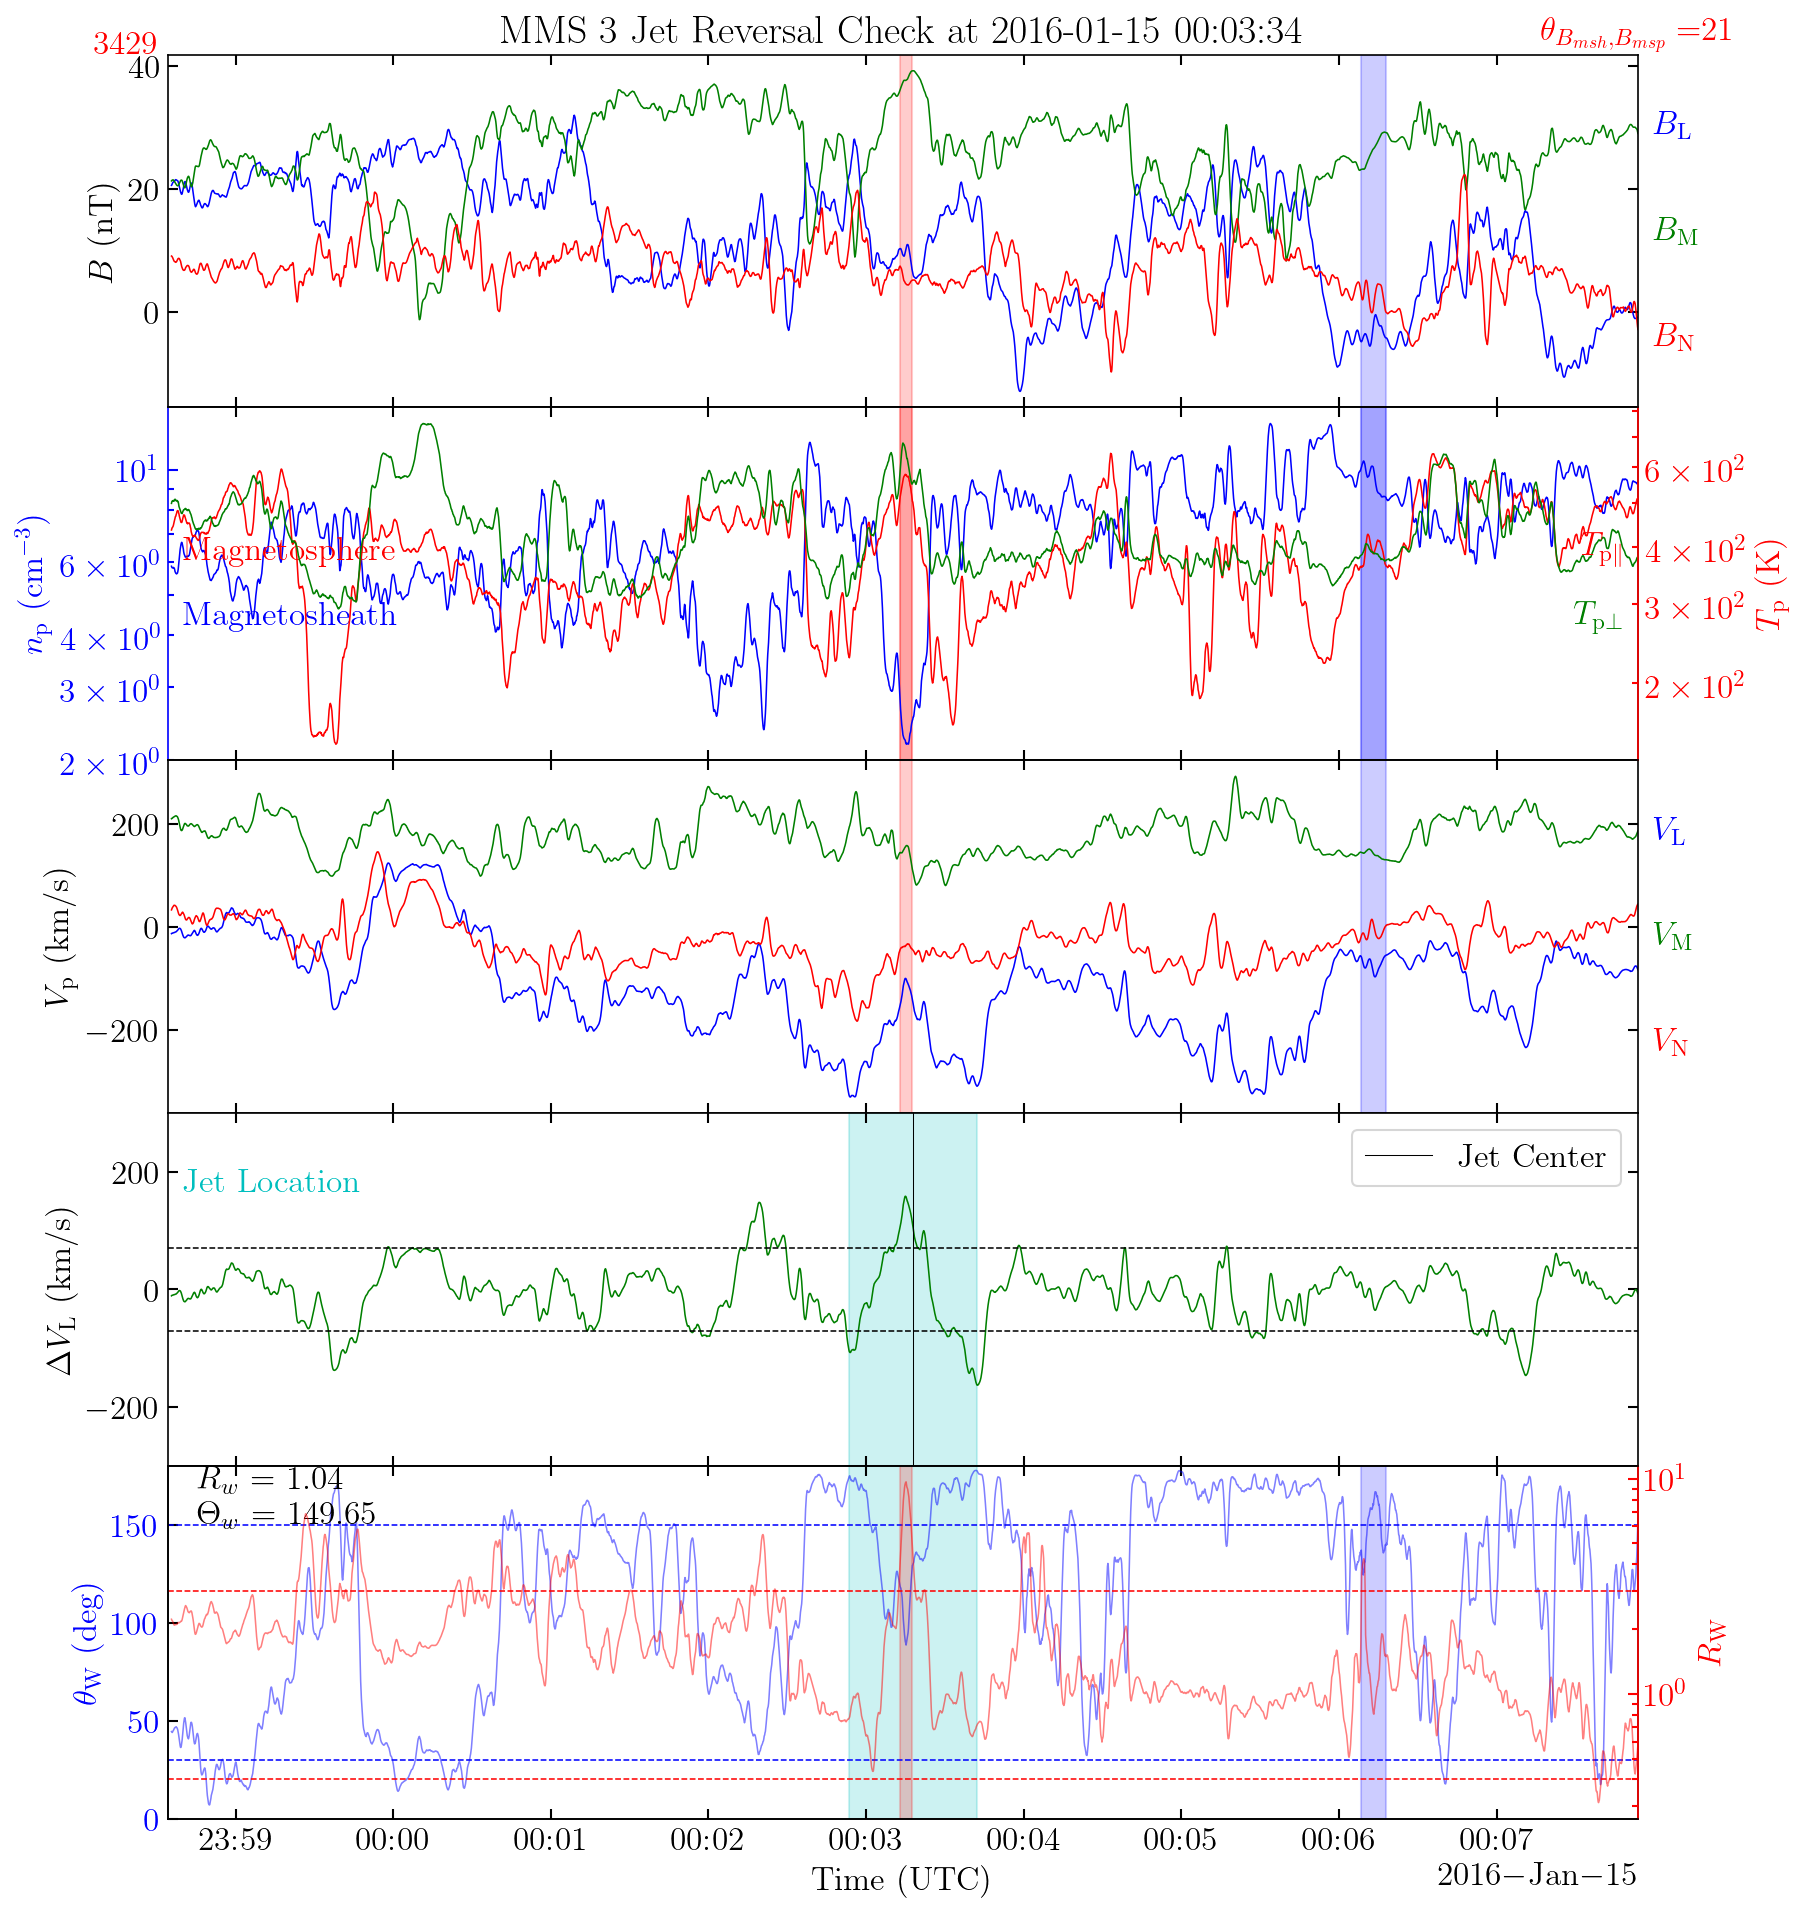 MMS 3 Jet Reversal Check at 2016-01-15 00:03:34
3429
θ_{B_{msh},B_{msp}} =21
40
20
0
B (nT)
B_L
B_M
B_N
10^1
6 × 10^0
4 × 10^0
3 × 10^0
2 × 10^0
n_p (cm^{−3})
Magnetosphere
Magnetosheath
T_{p∥}
T_{p⊥}
6 × 10^2
4 × 10^2
3 × 10^2
2 × 10^2
T_p (K)
200
0
−200
V_p (km/s)
V_L
V_M
V_N
200
0
−200
ΔV_L (km/s)
Jet Location
Jet Center
R_w = 1.04
Θ_w = 149.65
150
100
50
0
θ_W (deg)
10^1
10^0
R_W
23:59 00:00 00:01 00:02 00:03 00:04 00:05 00:06 00:07
Time (UTC)
2016−Jan−15